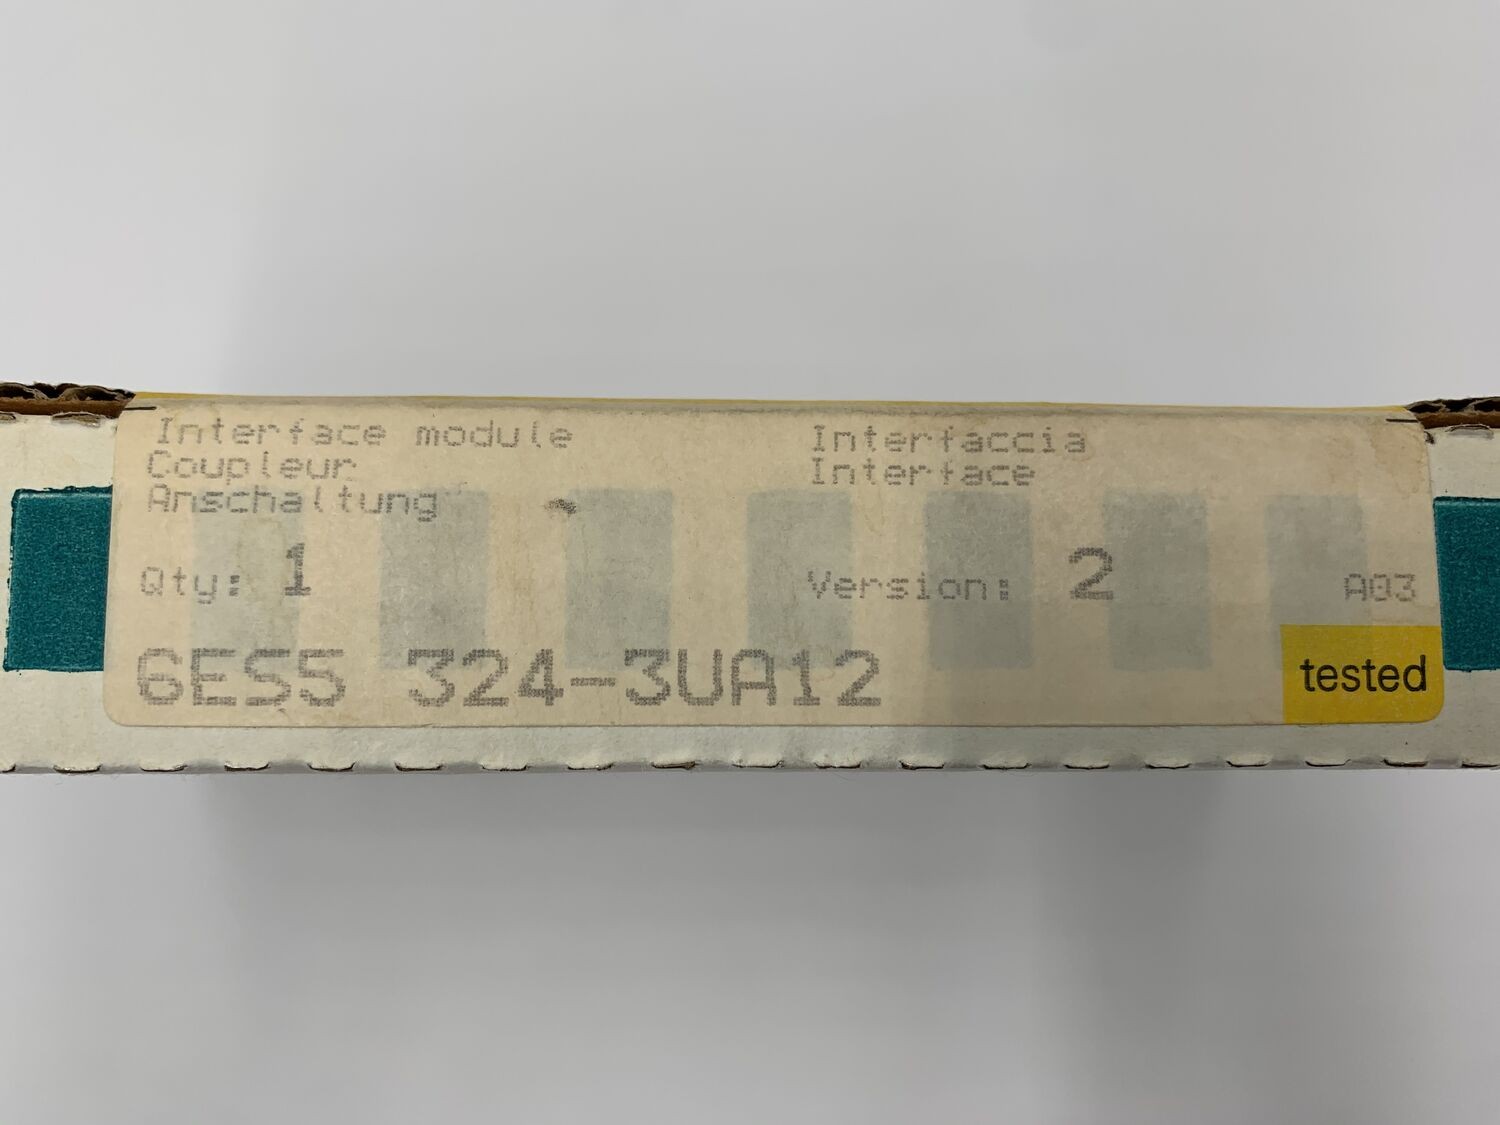 Interface module
Coupleur
Anschaltung
Interfaccia
Interface
Qty: 1
Version: 2
A03
6ES5 324-3UA12
tested